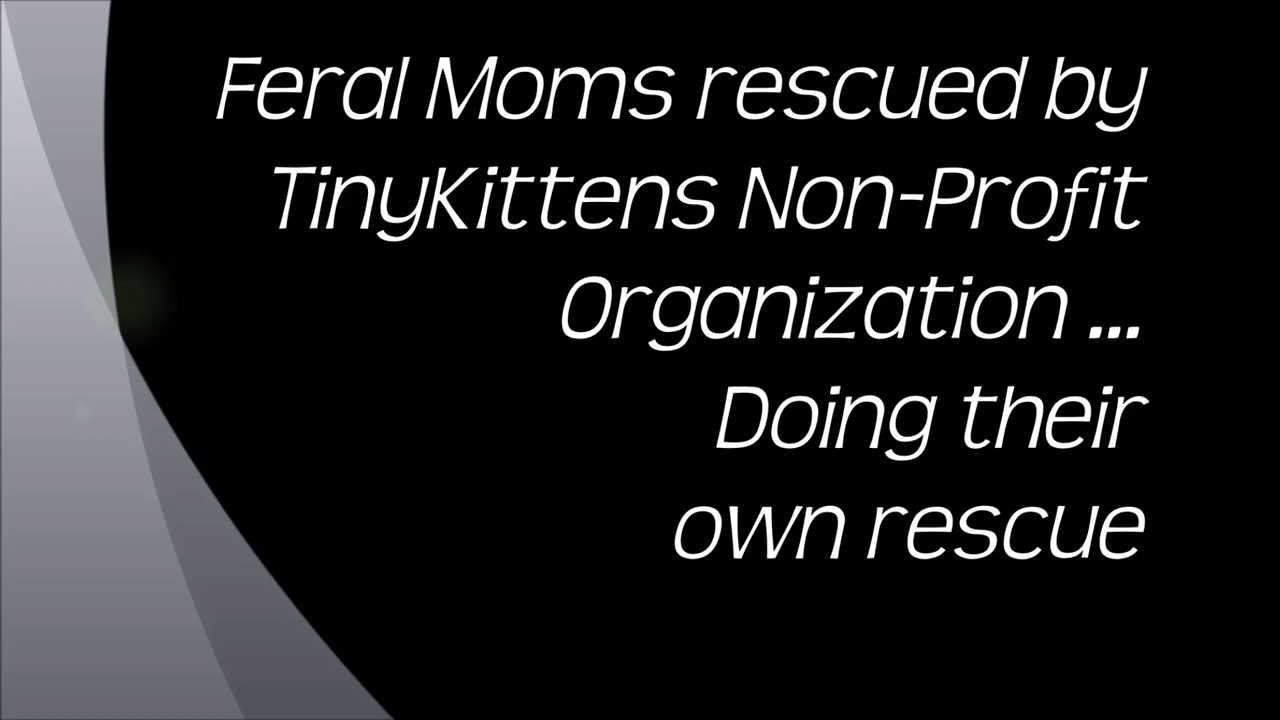 Feral Moms rescued by
TinyKittens Non-Profit
Organization ...
Doing their
own rescue